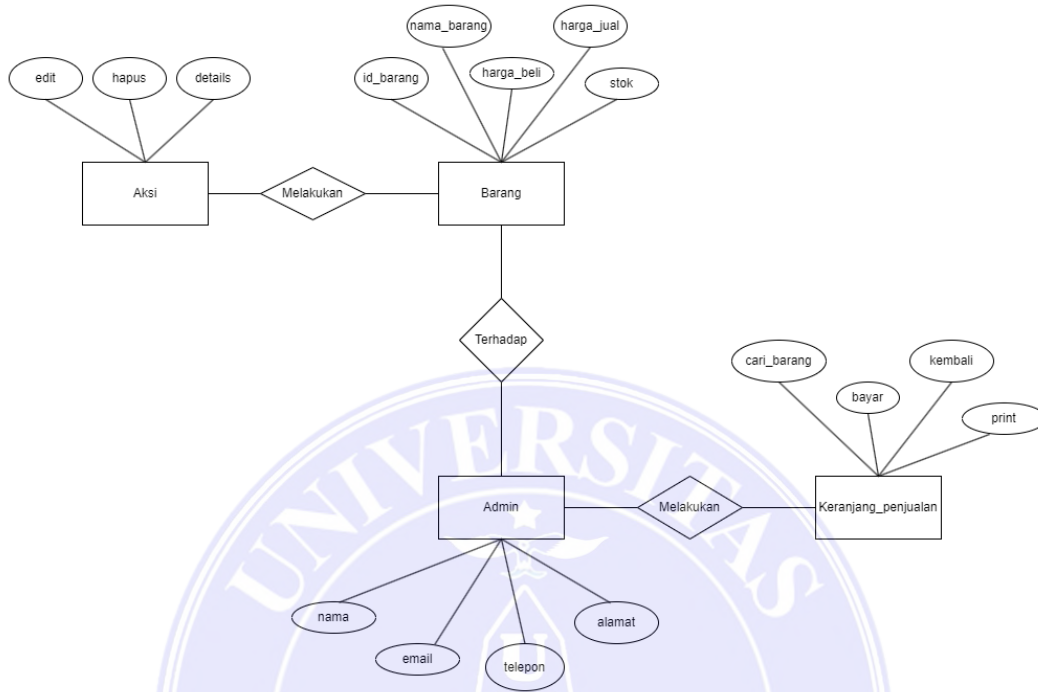 nama_barang
harga_jual
edit
hapus
details
id_barang
harga_beli
stok
Aksi
Melakukan
Barang
Terhadap
cari_barang
kembali
bayar
print
UNIVERSITAS
Admin
Melakukan
Keranjang_penjualan
nama
alamat
email
telepon
U